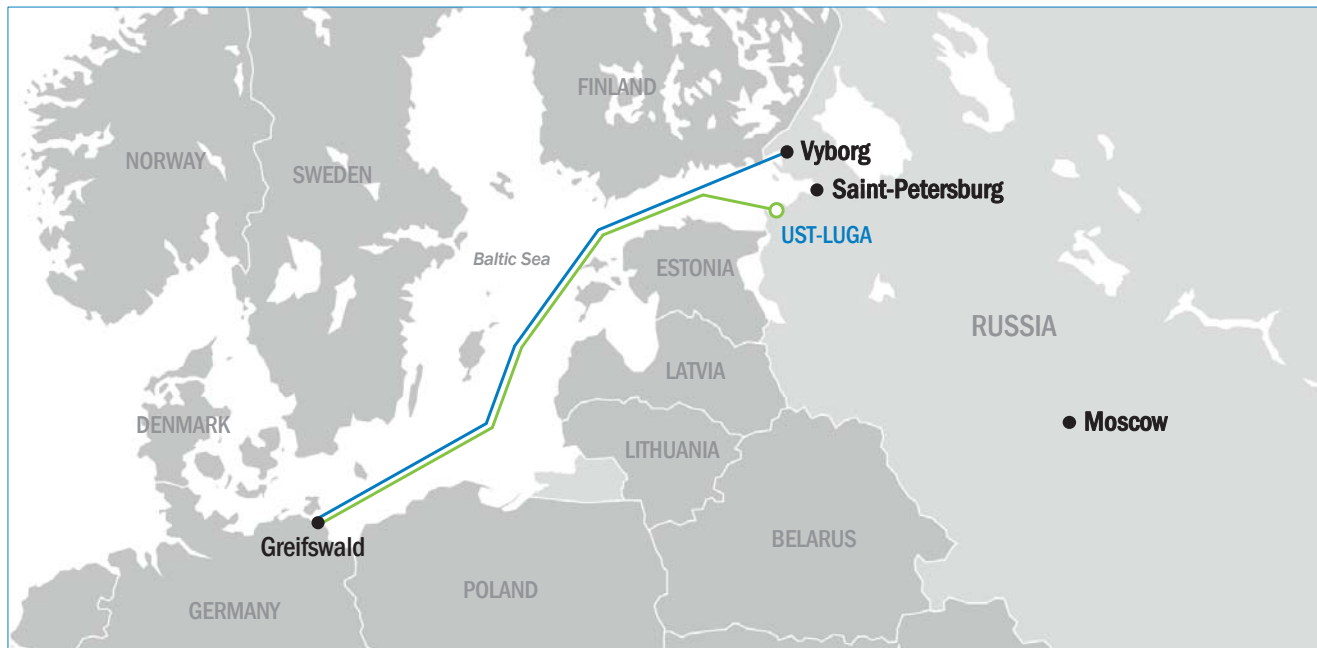 FINLAND
Vyborg
NORWAY
SWEDEN
Saint-Petersburg
UST-LUGA
Baltic Sea
ESTONIA
RUSSIA
LATVIA
DENMARK
Moscow
LITHUANIA
BELARUS
Greifswald
POLAND
GERMANY